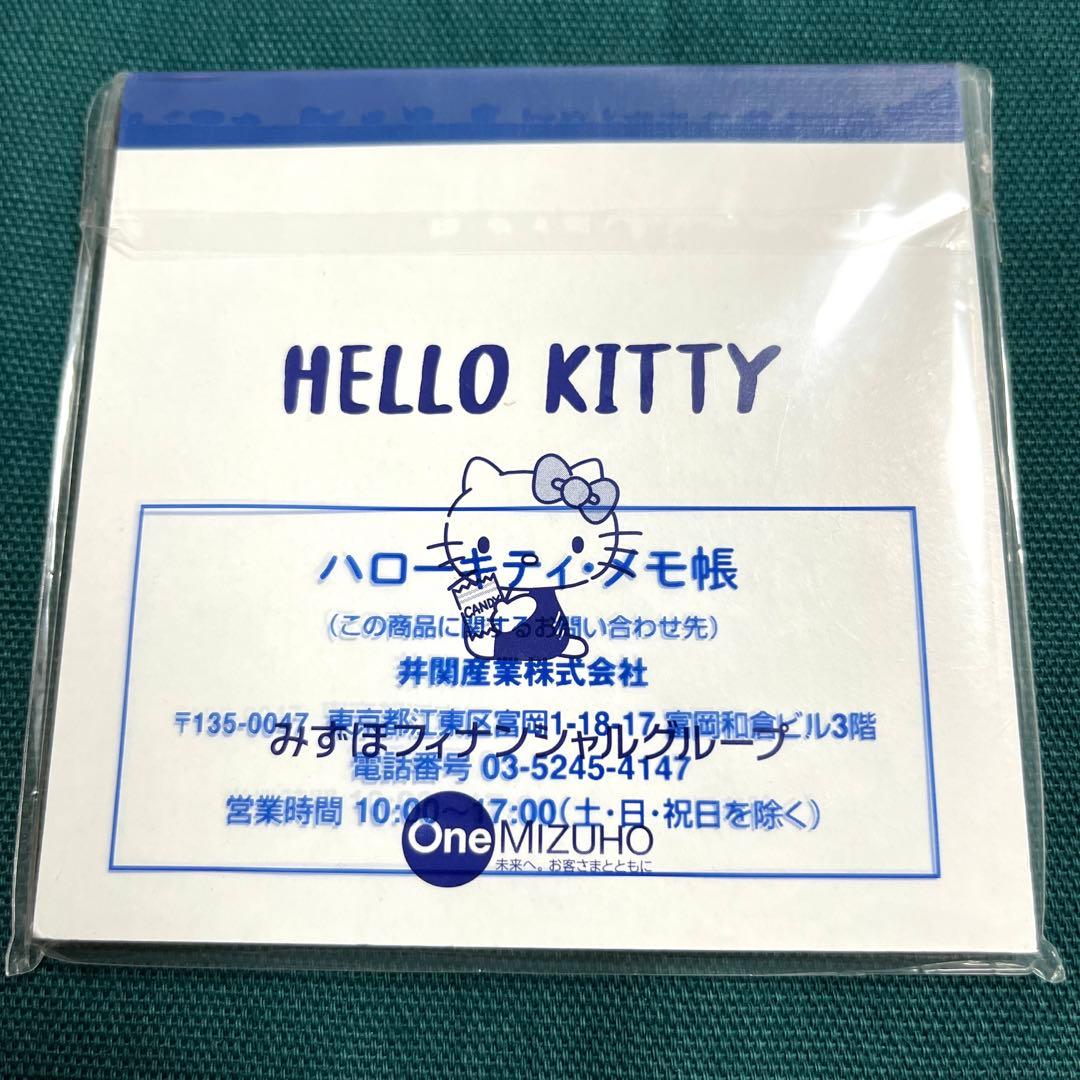 HELLO KITTY
ハローキティ・メモ帳
CANDY
(この商品に関するお問い合わせ先)
井関産業株式会社
〒135-0047 東京都江東区富岡1-18-17 富岡和倉ビル3階
みずほフィナンシャルグループ
電話番号 03-5245-4147
営業時間 10:00~17:00(土・日・祝日を除く)
One MIZUHO
未来へ。お客さまとともに